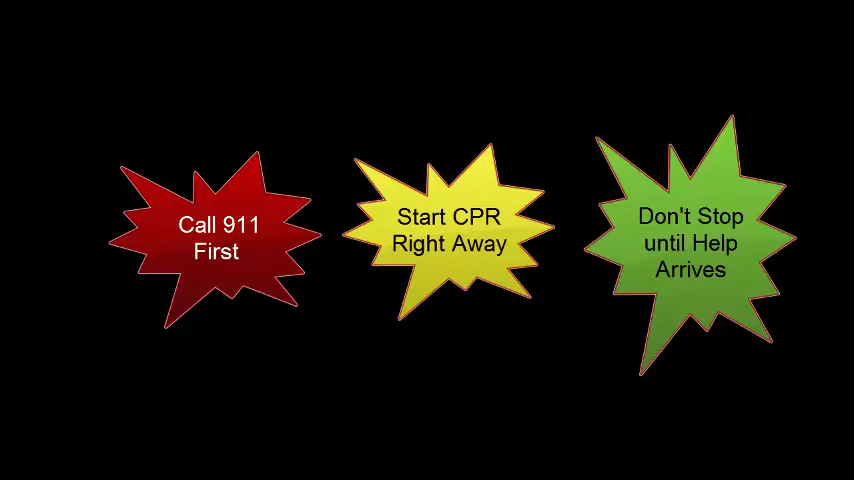 Call 911
First
Start CPR
Right Away
Don't Stop
until Help
Arrives